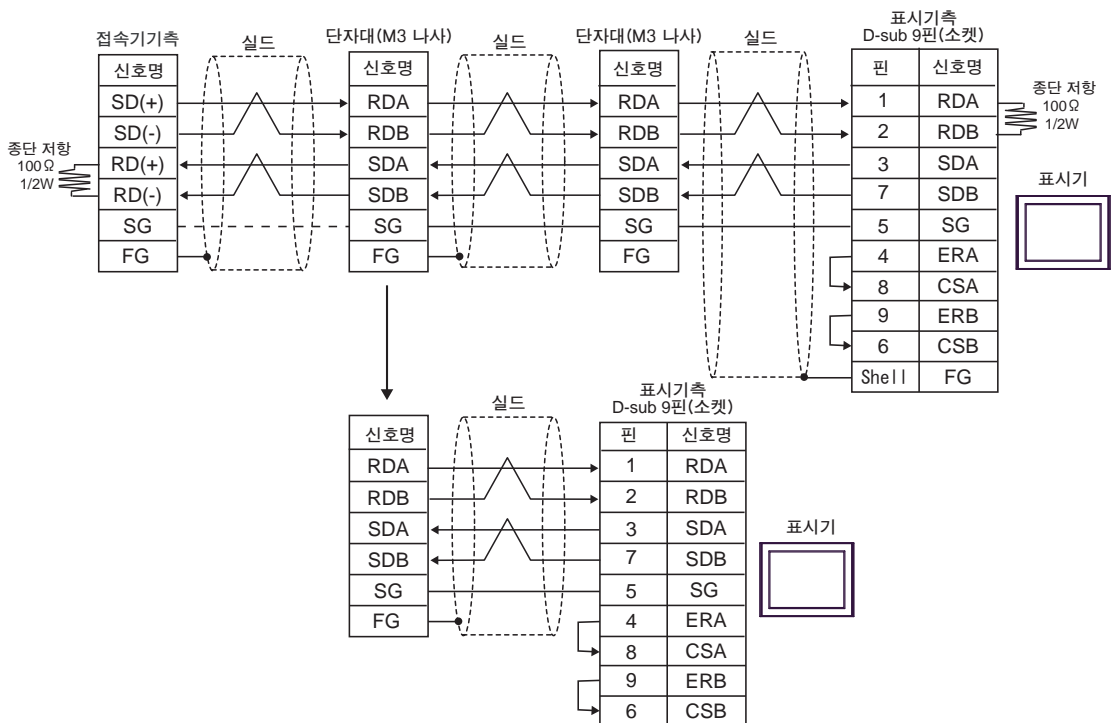 접속기기측
신호명
SD(+)
SD(-)
RD(+)
RD(-)
SG
FG
종단 저항
100Ω
1/2W
실드
단자대(M3 나사)
신호명
RDA
RDB
SDA
SDB
SG
FG
실드
단자대(M3 나사)
신호명
RDA
RDB
SDA
SDB
SG
FG
실드
표시기측
D-sub 9핀(소켓)
핀 신호명
1 RDA
2 RDB
3 SDA
7 SDB
5 SG
4 ERA
8 CSA
9 ERB
6 CSB
Shell FG
종단 저항
100Ω
1/2W
표시기
신호명
RDA
RDB
SDA
SDB
SG
FG
실드
표시기측
D-sub 9핀(소켓)
핀 신호명
1 RDA
2 RDB
3 SDA
7 SDB
5 SG
4 ERA
8 CSA
9 ERB
6 CSB
표시기